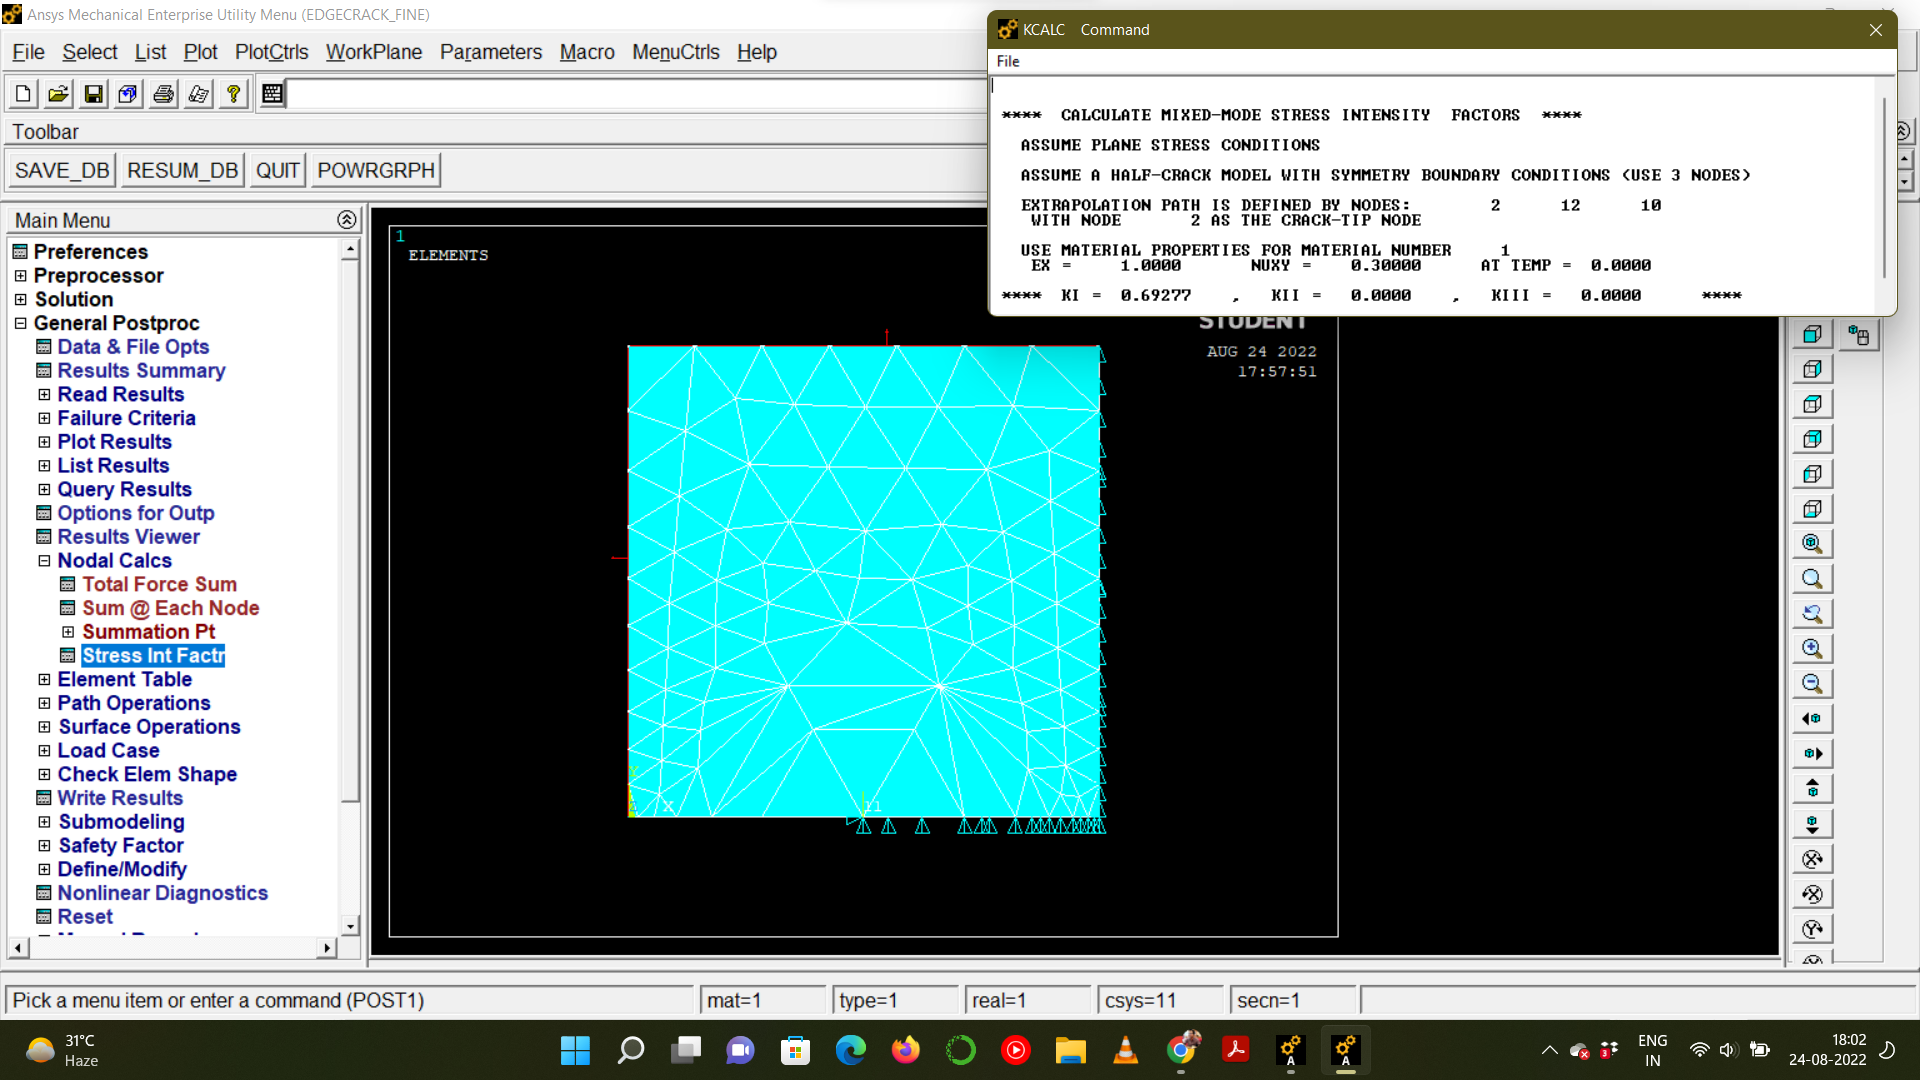 Ansys Mechanical Enterprise Utility Menu (EDGECRACK_FINE)
File Select List Plot PlotCtrls WorkPlane Parameters Macro MenuCtrls Help
Toolbar
SAVE_DB RESUM_DB QUIT POWRGRPH
KCALC Command
File
**** CALCULATE MIXED-MODE STRESS INTENSITY FACTORS ****
ASSUME PLANE STRESS CONDITIONS
ASSUME A HALF-CRACK MODEL WITH SYMMETRY BOUNDARY CONDITIONS (USE 3 NODES)
EXTRAPOLATION PATH IS DEFINED BY NODES: 2 12 10
WITH NODE 2 AS THE CRACK-TIP NODE
USE MATERIAL PROPERTIES FOR MATERIAL NUMBER 1
EX = 1.0000 NUXY = 0.30000 AT TEMP = 0.0000
**** KI = 0.69277 , KII = 0.0000 , KIII = 0.0000 ****
Main Menu
Preferences
Preprocessor
Solution
General Postproc
Data & File Opts
Results Summary
Read Results
Failure Criteria
Plot Results
List Results
Query Results
Options for Outp
Results Viewer
Nodal Calcs
Total Force Sum
Sum @ Each Node
Summation Pt
Stress Int Factr
Element Table
Path Operations
Surface Operations
Load Case
Check Elem Shape
Write Results
Submodeling
Safety Factor
Define/Modify
Nonlinear Diagnostics
Reset
1
ELEMENTS
STUDENT
AUG 24 2022
17:57:51
Y
X
11
Pick a menu item or enter a command (POST1)
mat=1
type=1
real=1
csys=11
secn=1
31°C
Haze
ENG
IN
18:02
24-08-2022